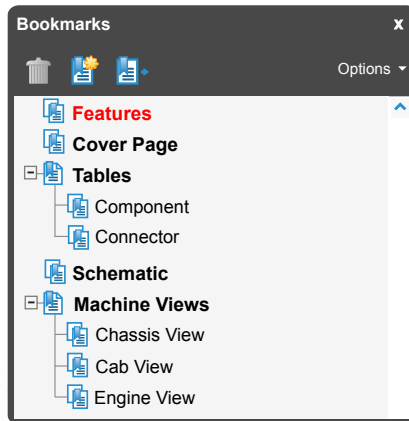 Bookmarks x
Options
Features
Cover Page
Tables
Component
Connector
Schematic
Machine Views
Chassis View
Cab View
Engine View